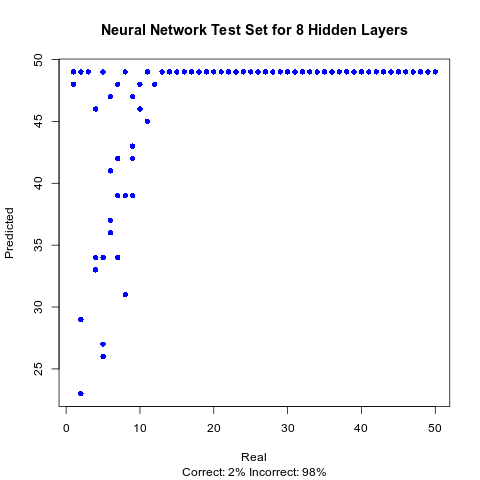 Neural Network Test Set for 8 Hidden Layers
Predicted
50
45
40
35
30
25
0 10 20 30 40 50
Real
Correct: 2% Incorrect: 98%